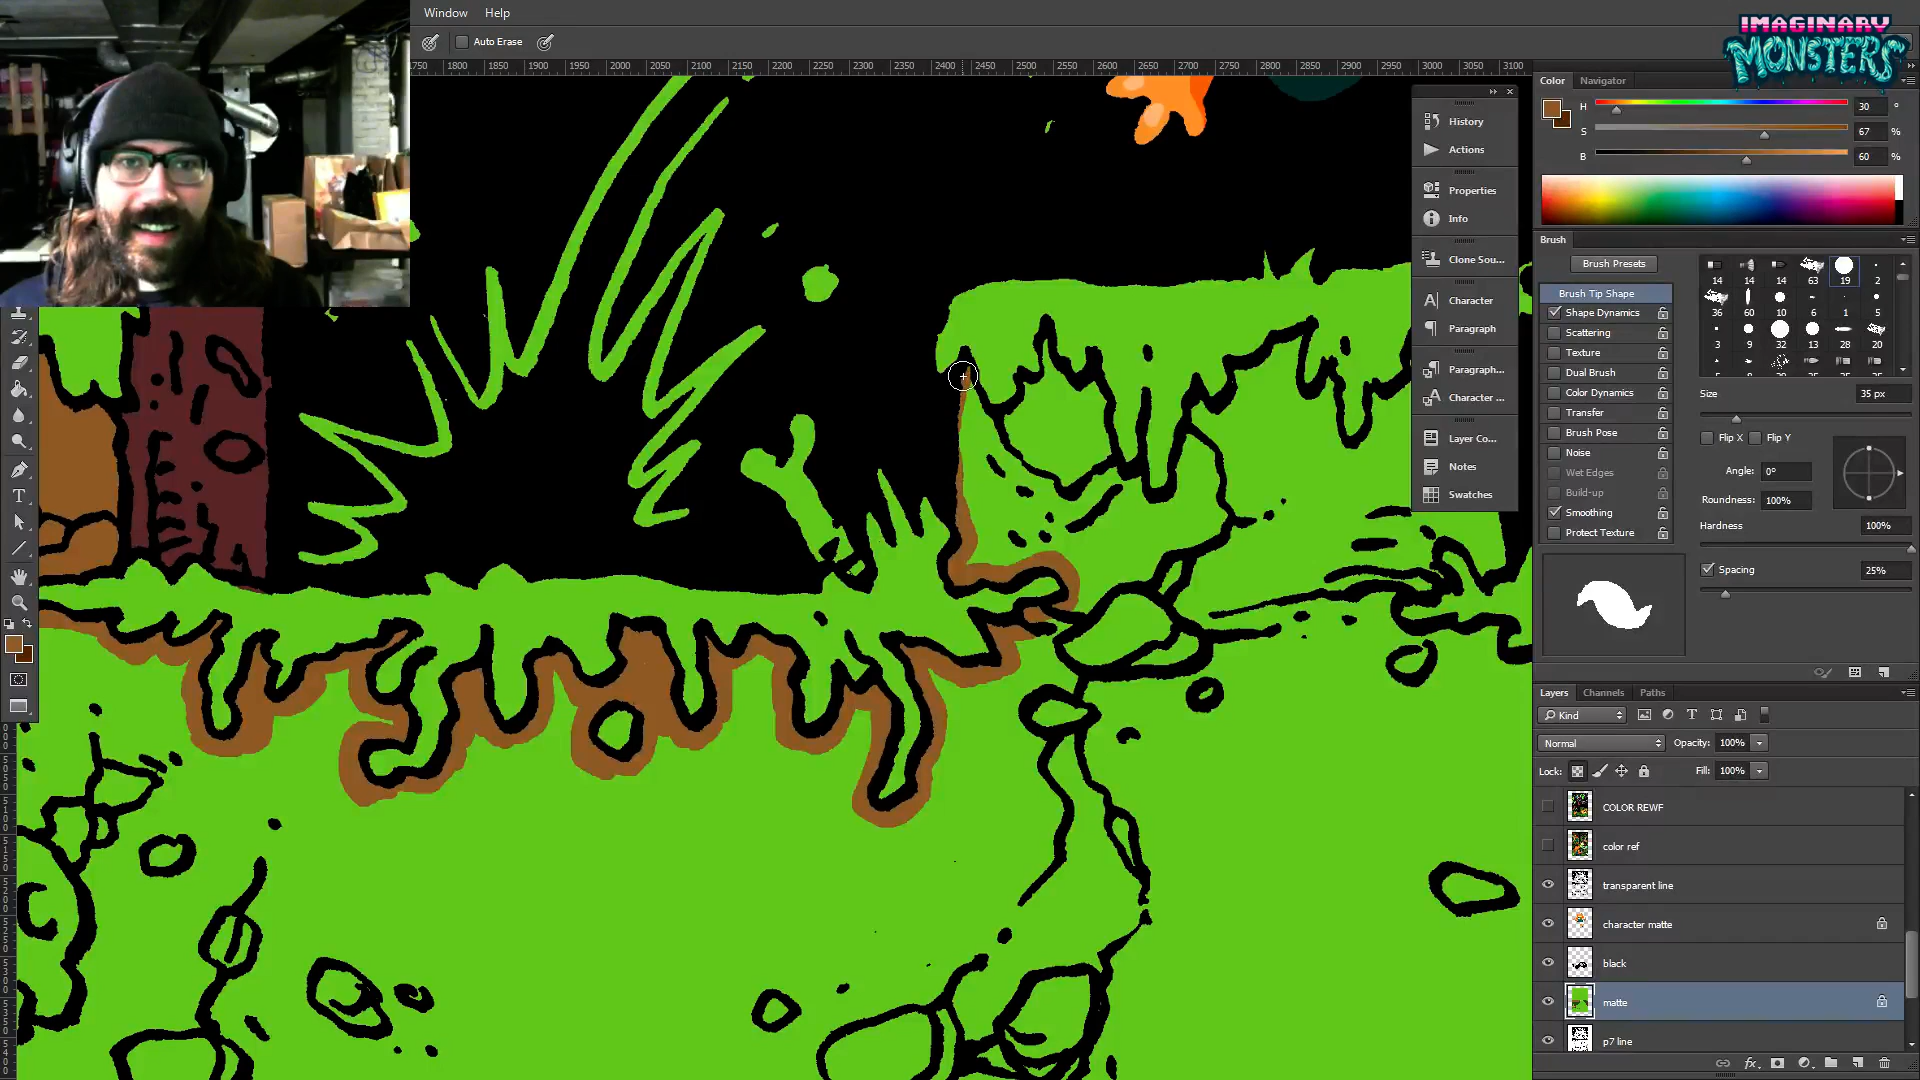 Window Help
IMAGINARY
MONSTERS
Auto Erase
1750 1800 1850 1900 1950 2000 2050 2100 2150 2200 2250 2300 2350 2400 2450 2500 2550 2600 2650 2700 2750 2800 2850 2900 2950 3000 3050 3100
Color Navigator
H 30 °
S 67 %
B 60 %
History
Actions
Properties
Info
Clone Sou...
Character
Paragraph
Paragraph...
Character ...
Layer Co...
Notes
Swatches
Brush
Brush Presets
Brush Tip Shape
Shape Dynamics
Scattering
Texture
Dual Brush
Color Dynamics
Transfer
Brush Pose
Noise
Wet Edges
Build-up
Smoothing
Protect Texture
14 14 14 63 19 2
36 60 10 6 1 5
3 9 32 13 28 20
Size 35 px
Flip X Flip Y
Angle: 0°
Roundness: 100%
Hardness 100%
Spacing 25%
Layers Channels Paths
Kind
Normal Opacity: 100%
Lock: Fill: 100%
COLOR REWF
color ref
transparent line
character matte
black
matte
p7 line